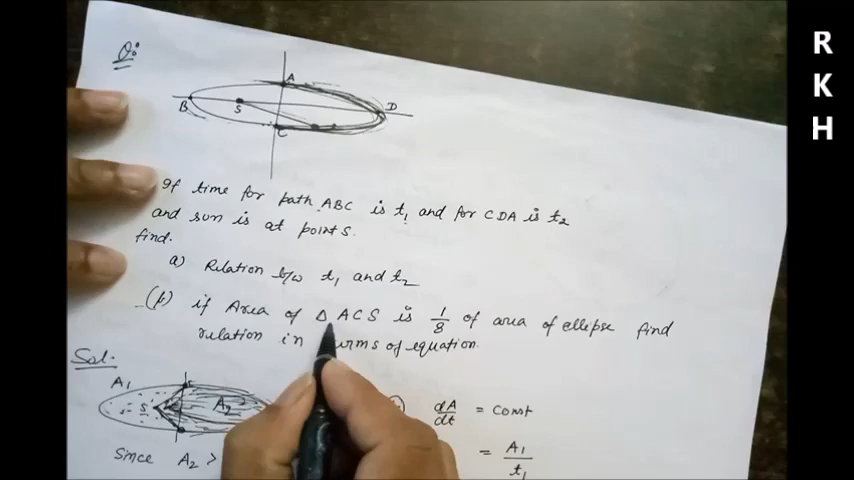 Q:
A
B
S
D
C
If time for path ABC is t1 and for CDA is t2
and sun is at point S.
find.
a) Relation b/w t1 and t2
(b) if Area of Δ ACS is 1/8 of area of ellipse find
relation in of equation.
Sol:
A1
S
A2
dA/dt = Const
= A1/t1
Since A2 >
R
K
H